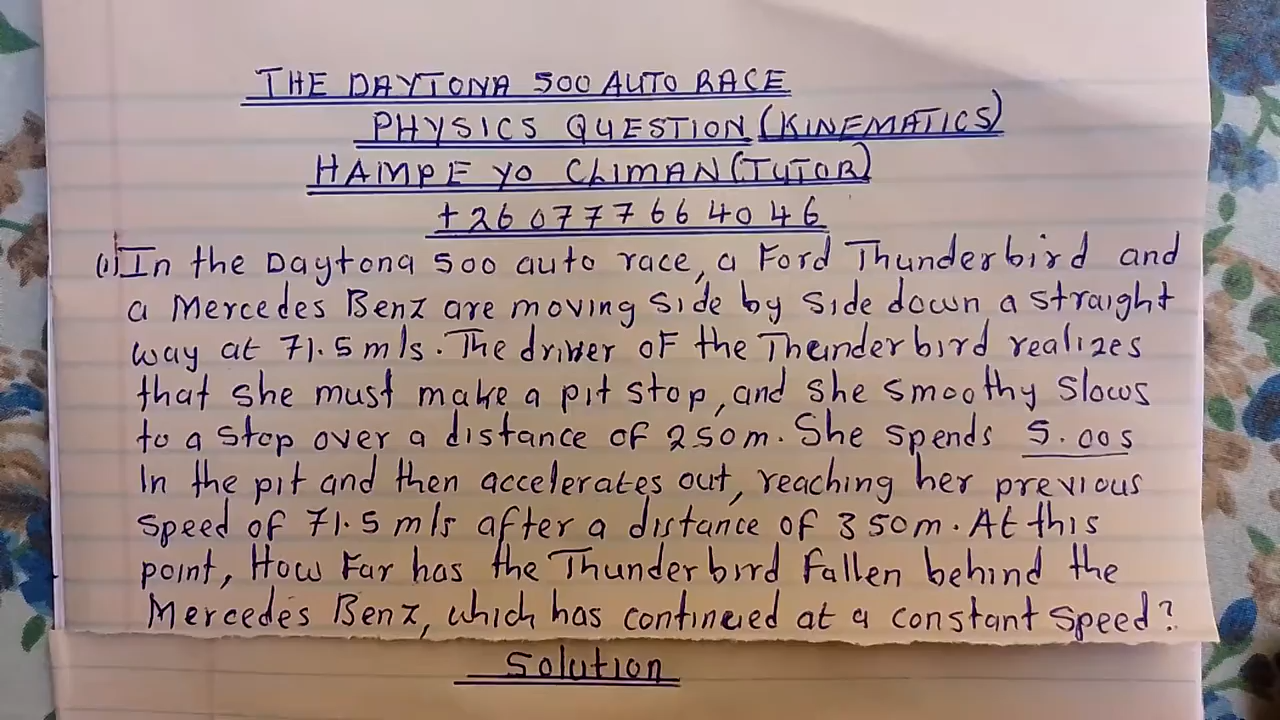 THE DAYTONA 500 AUTO RACE
PHYSICS QUESTION (KINEMATICS)
HAMPE YO CHIMAN (TUTOR)
+260777664046
(1) In the Daytona 500 auto race, a Ford Thunderbird and
a Mercedes Benz are moving side by side down a straight
way at 71.5 m/s. The driver of the Thunderbird realizes
that she must make a pit stop, and she smoothy slows
to a stop over a distance of 250m. She spends 5.00s
In the pit and then accelerates out, reaching her previous
speed of 71.5 m/s after a distance of 350m. At this
point, How Far has the Thunderbird fallen behind the
Mercedes Benz, which has continued at a constant speed?
Solution